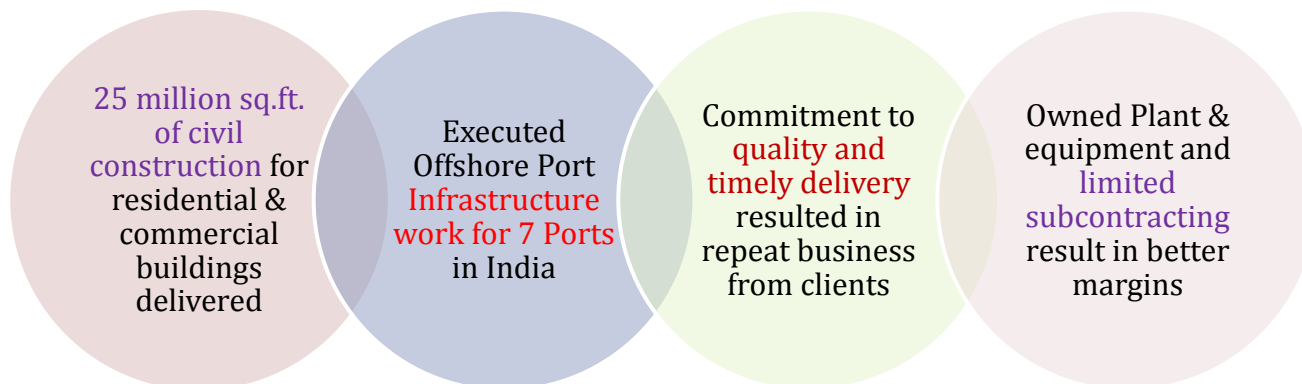 25 million sq.ft.
of civil
construction for
residential &
commercial
buildings
delivered
Executed
Offshore Port
Infrastructure
work for 7 Ports
in India
Commitment to
quality and
timely delivery
resulted in
repeat business
from clients
Owned Plant &
equipment and
limited
subcontracting
result in better
margins